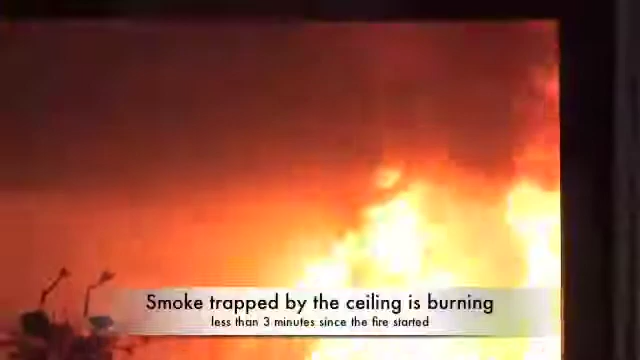 Smoke trapped by the ceiling is burning
less than 3 minutes since the fire started